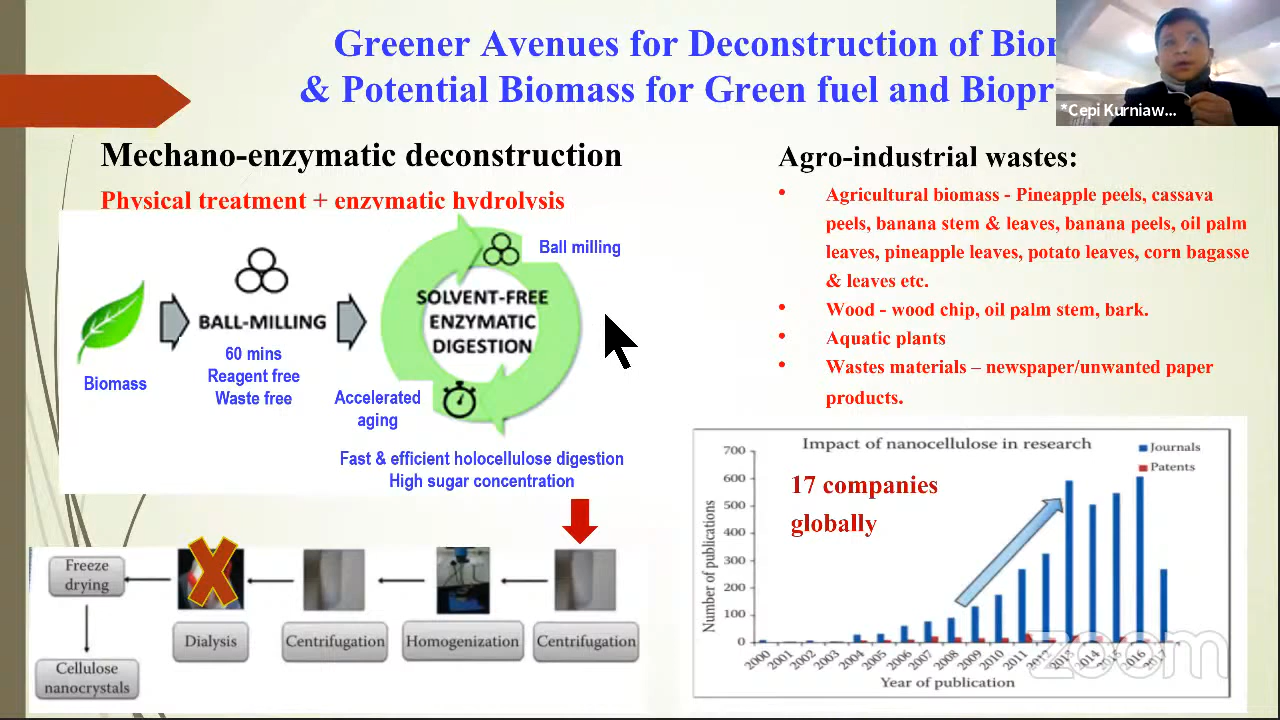 Greener Avenues for Deconstruction of
& Potential Biomass for Green fuel and
*Cepi Kurniaw...
Mechano-enzymatic deconstruction
Physical treatment + enzymatic hydrolysis
Ball milling
SOLVENT-FREE
ENZYMATIC
DIGESTION
BALL-MILLING
60 mins
Reagent free
Waste free
Biomass
Accelerated
aging
Fast & efficient holocellulose digestion
High sugar concentration
Freeze
drying
Dialysis
Centrifugation
Homogenization
Centrifugation
Cellulose
nanocrystals
Agro-industrial wastes:
• Agricultural biomass - Pineapple peels, cassava
peels, banana stem & leaves, banana peels, oil palm
leaves, pineapple leaves, potato leaves, corn bagasse
& leaves etc.
• Wood - wood chip, oil palm stem, bark.
• Aquatic plants
• Wastes materials – newspaper/unwanted paper
products.
Impact of nanocellulose in research
Journals
Patents
17 companies
globally
Number of publications
700
600
500
400
300
200
100
0
2000 2001 2002 2003 2004 2005 2006 2007 2008 2009 2010 2011 2012 2013 2014 2015 2016
Year of publication
zoom